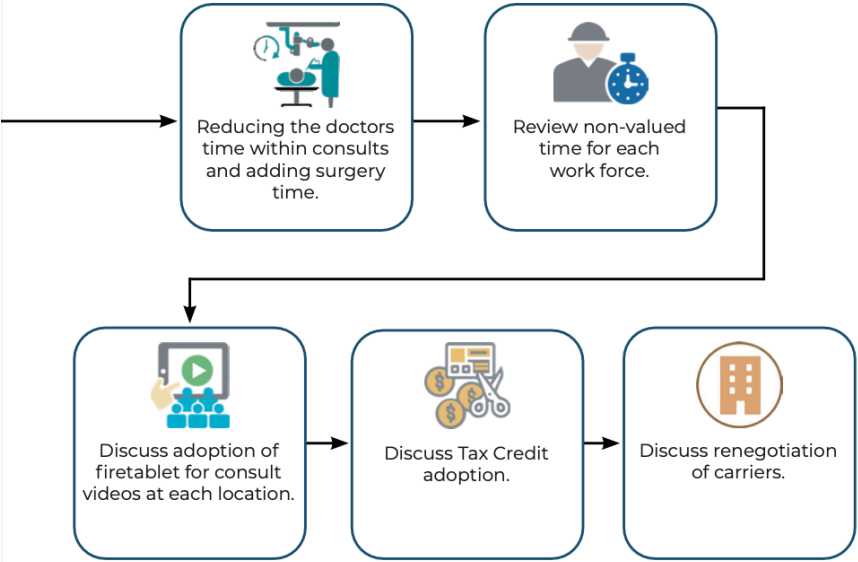 Reducing the doctors
time within consults
and adding surgery
time.
Review non-valued
time for each
work force.
Discuss adoption of
firetablet for consult
videos at each location.
Discuss Tax Credit
adoption.
Discuss renegotiation
of carriers.